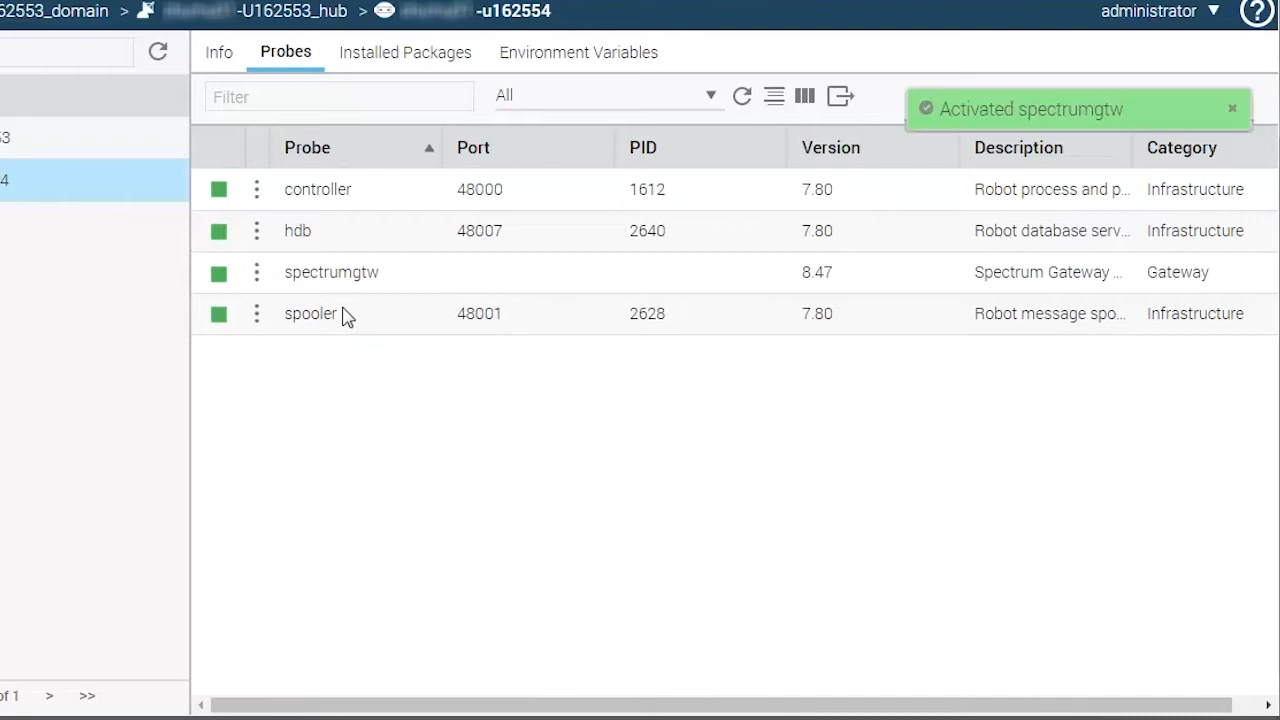 62553_domain > -U162553_hub > -u162554 administrator
Info Probes Installed Packages Environment Variables
Filter All
Activated spectrumgtw
Probe Port PID Version Description Category
53
controller 48000 1612 7.80 Robot process and p... Infrastructure
4
hdb 48007 2640 7.80 Robot database serv... Infrastructure
spectrumgtw 8.47 Spectrum Gateway ... Gateway
spooler 48001 2628 7.80 Robot message spo... Infrastructure
of 1 > >>